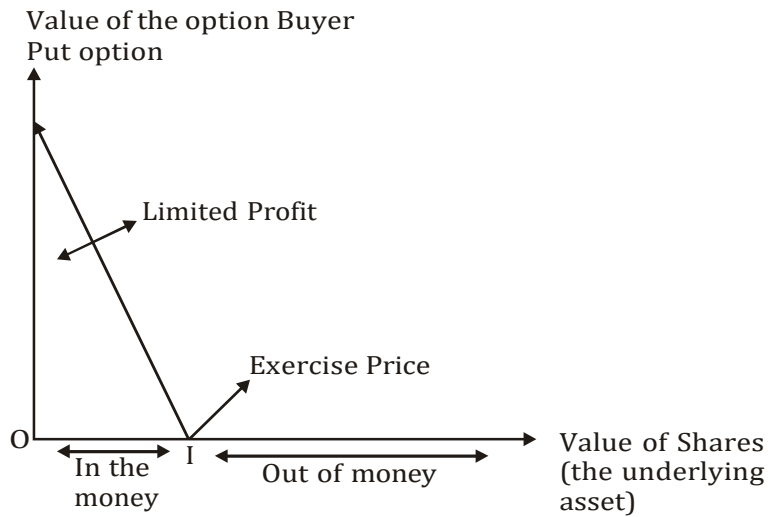 Value of the option Buyer
Put option
Limited Profit
Exercise Price
O
I
In the
money
Out of money
Value of Shares
(the underlying
asset)